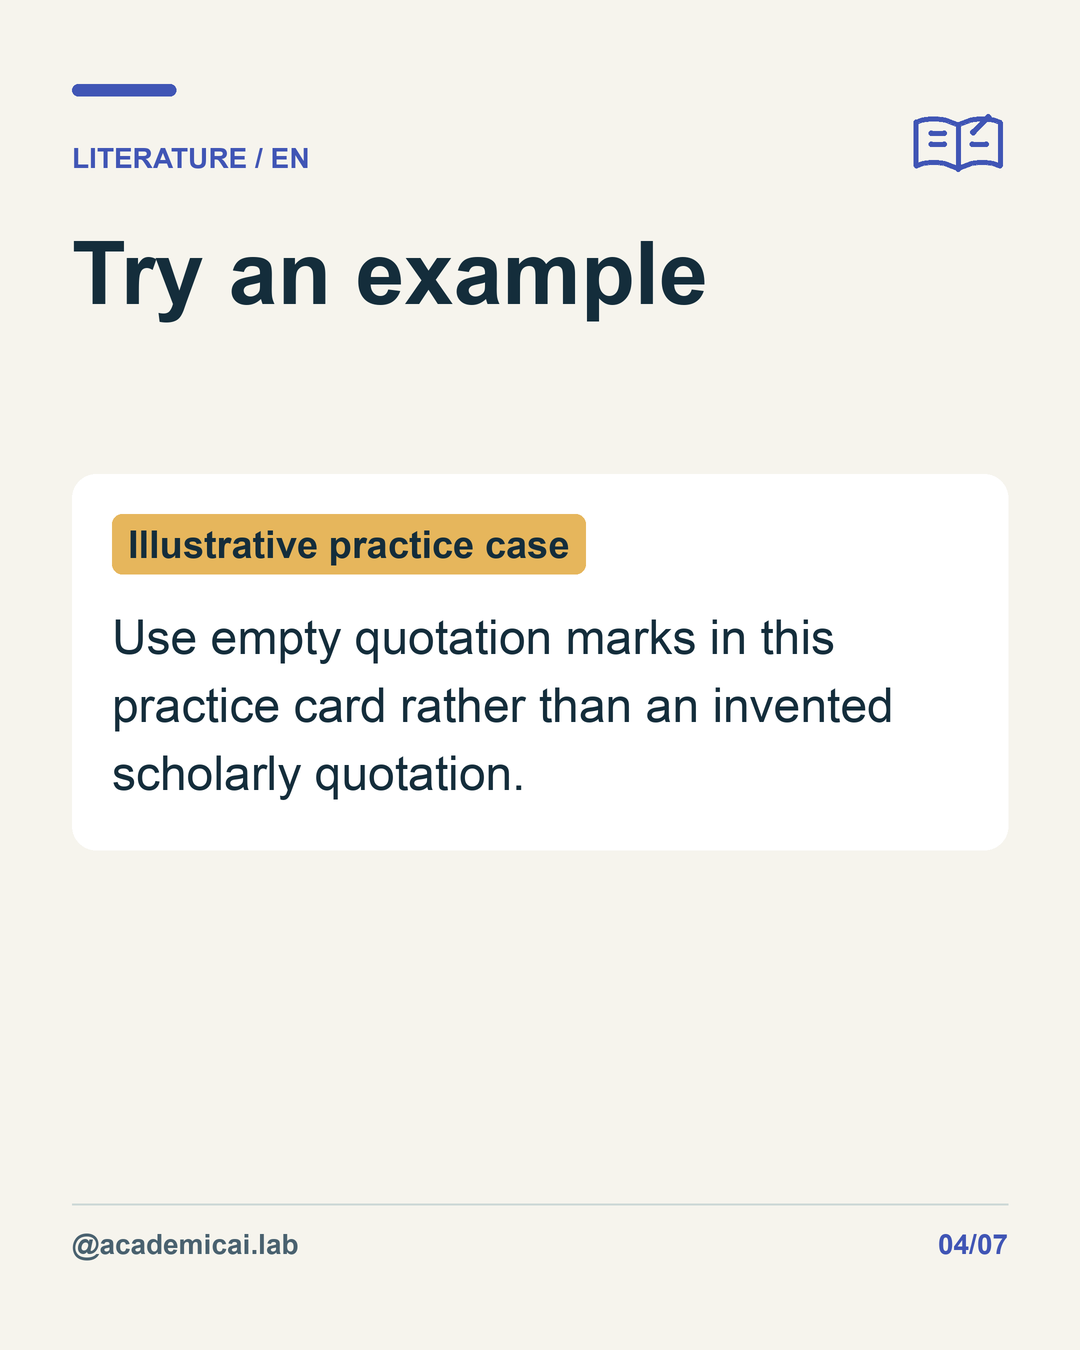 LITERATURE / EN
Try an example
Illustrative practice case
Use empty quotation marks in this
practice card rather than an invented
scholarly quotation.
@academicai.lab
04/07